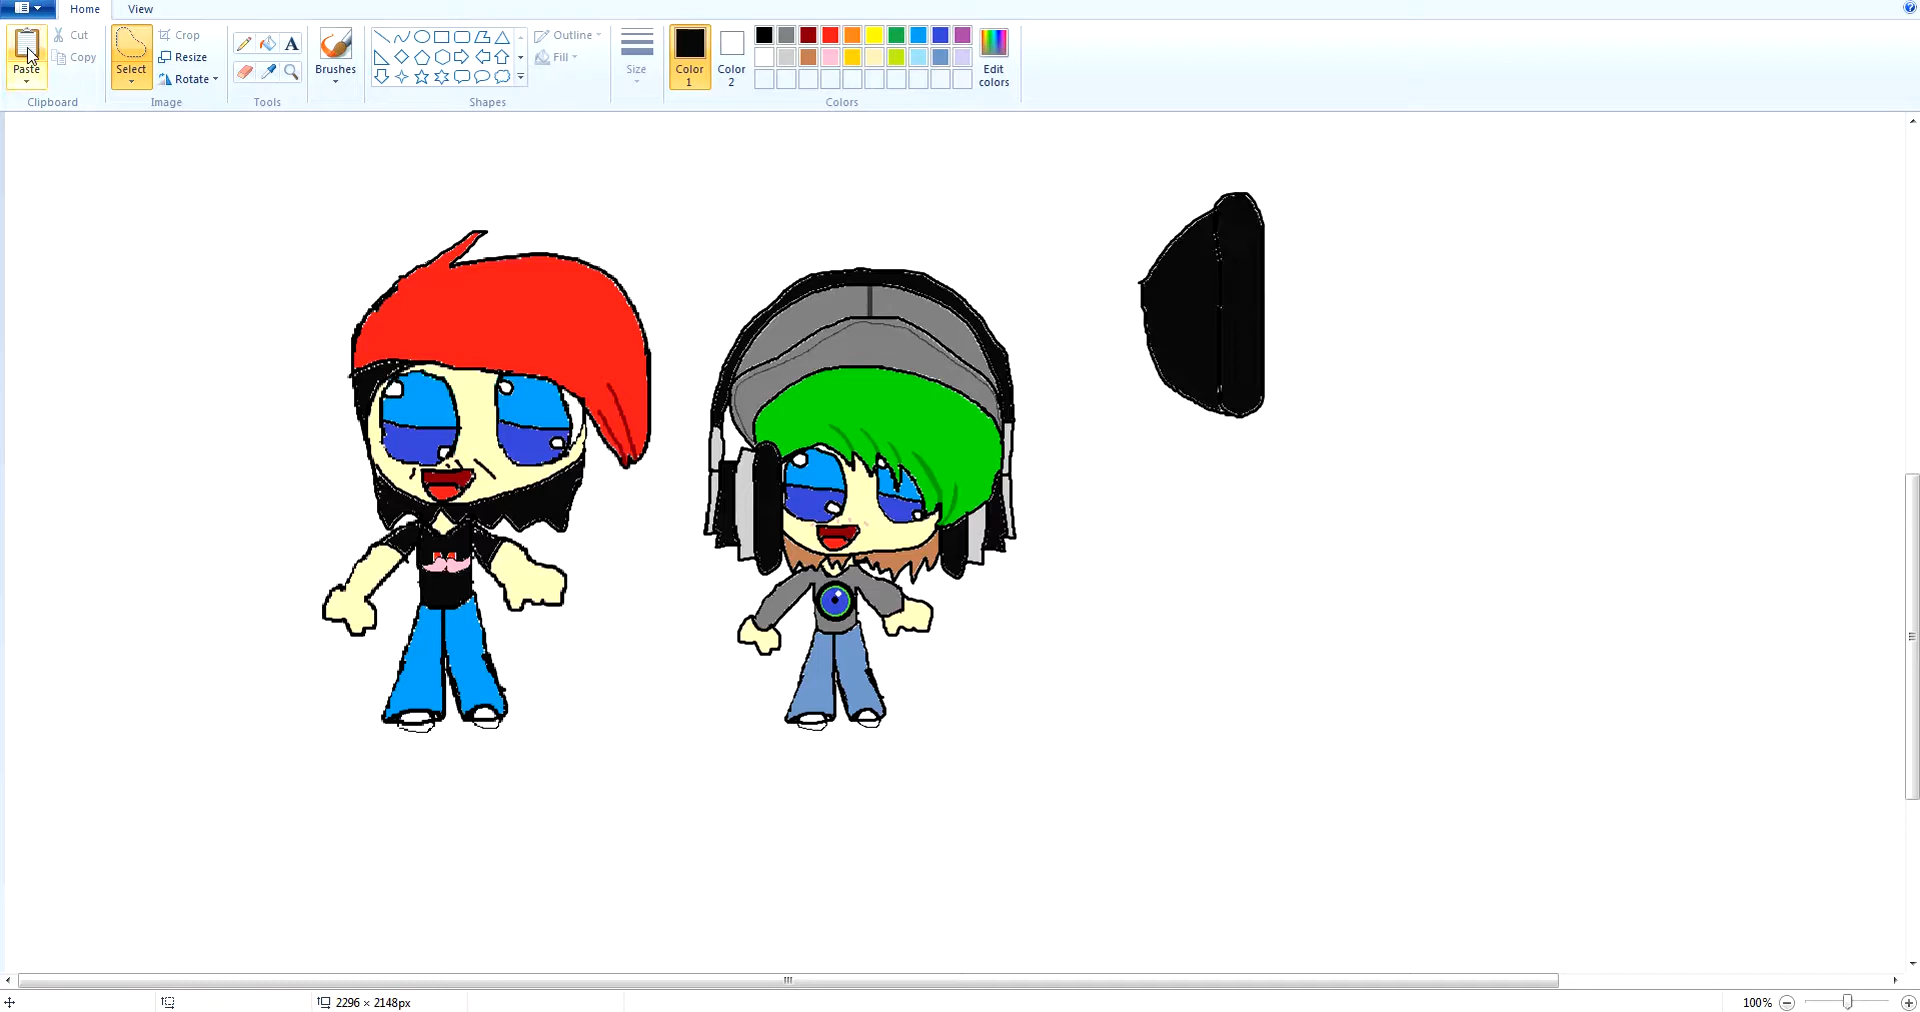 Home View
Paste
Cut
Copy
Clipboard
Select
Crop
Resize
Rotate
Image
A
Tools
Brushes
Shapes
Outline
Fill
Size
Color 1
Color 2
Edit colors
Colors
2296 × 2148px
100%